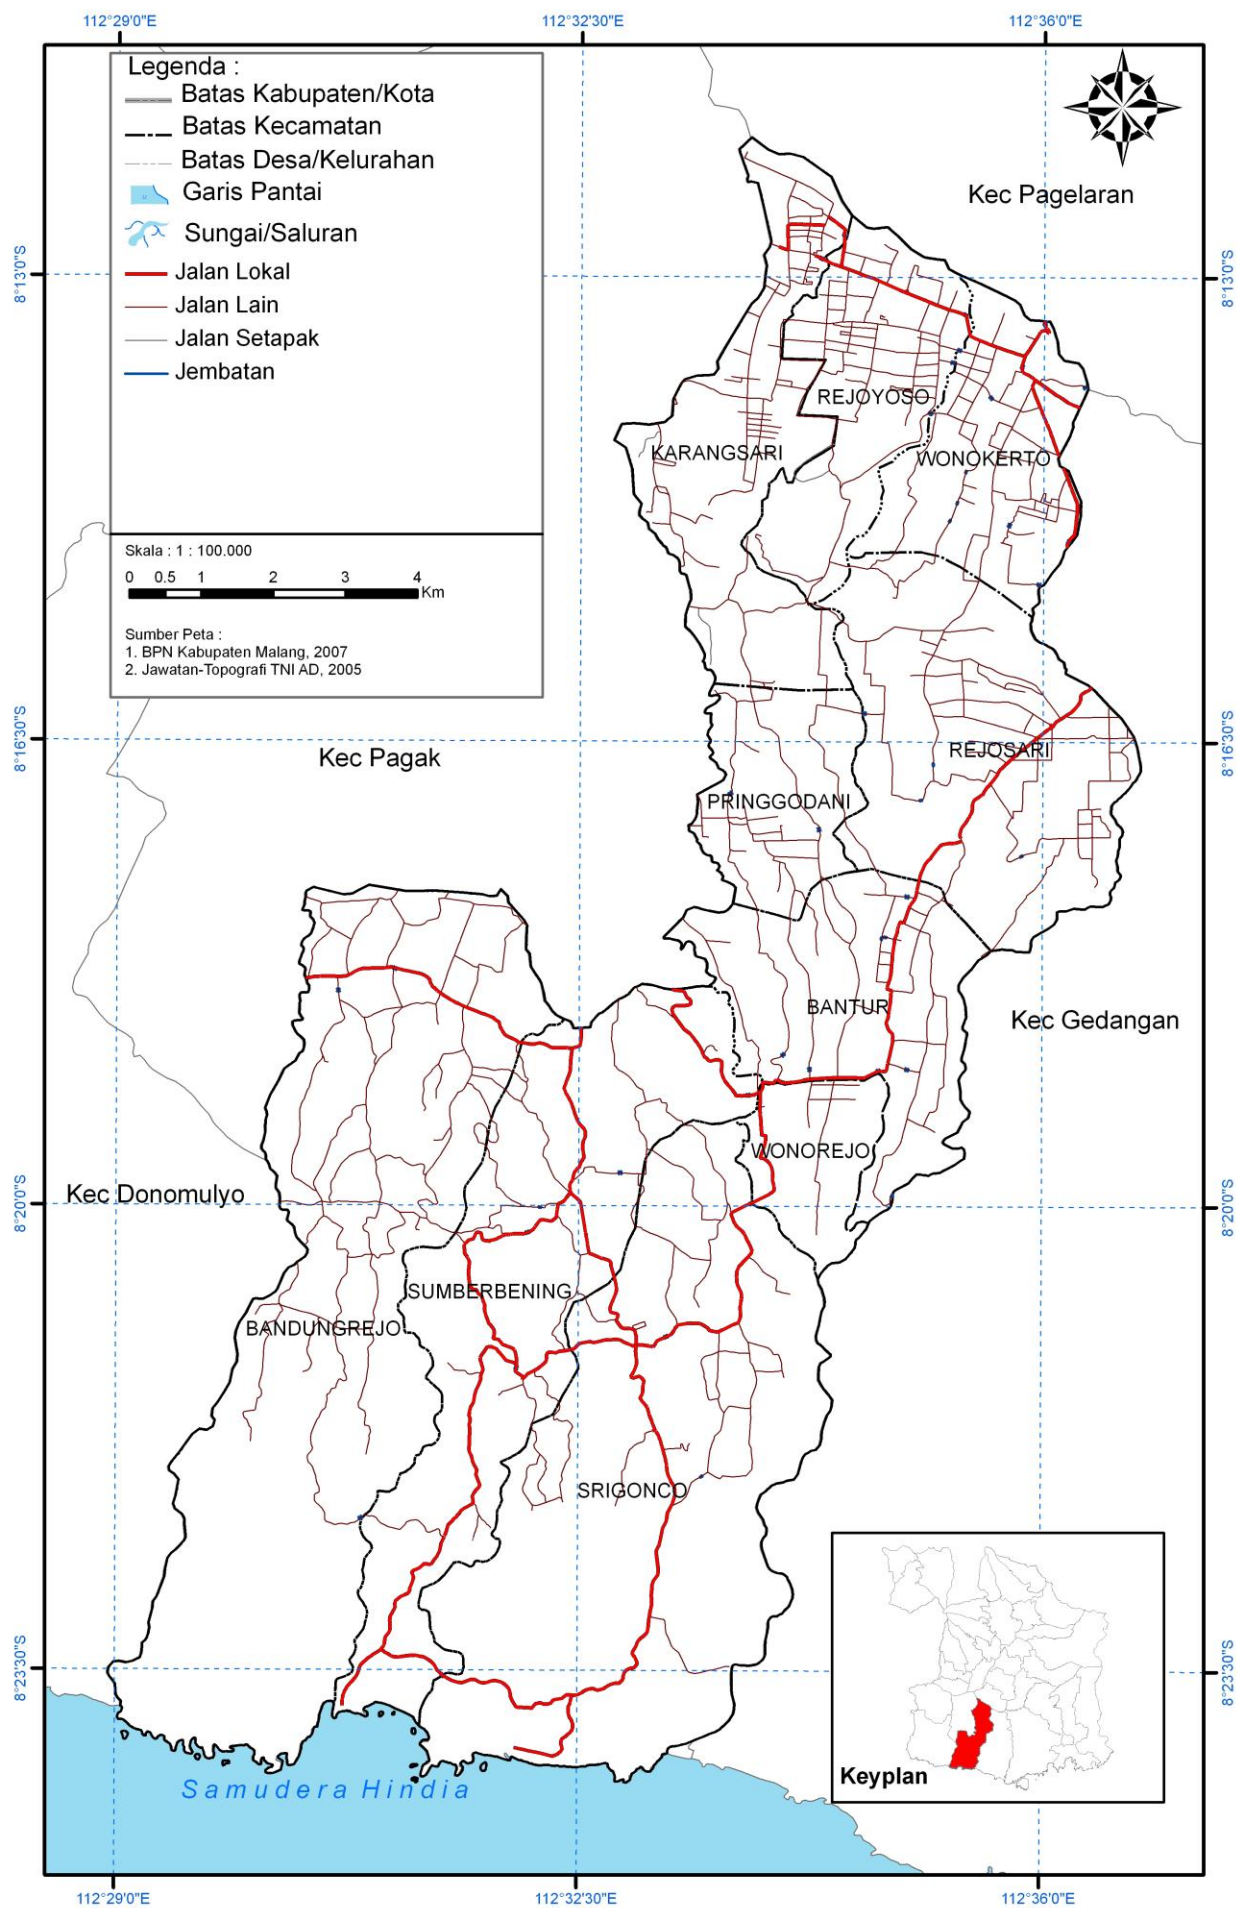 112°29'0"E
112°32'30"E
112°36'0"E
Legenda :
Batas Kabupaten/Kota
Batas Kecamatan
Batas Desa/Kelurahan
Garis Pantai
Sungai/Saluran
Jalan Lokal
Jalan Lain
Jalan Setapak
Jembatan
Skala : 1 : 100.000
0 0.5 1 2 3 4
Km
Sumber Peta :
1. BPN Kabupaten Malang, 2007
2. Jawatan-Topografi TNI AD, 2005
Kec Pagelaran
8°13'0"S
8°13'0"S
REJOYOSO
KARANGSARI
WONOKERTO
8°16'30"S
8°16'30"S
Kec Pagak
REJOSARI
PRINGGODANI
BANTUR
Kec Gedangan
WONOREJO
Kec Donomulyo
8°20'0"S
8°20'0"S
SUMBERBENING
BANDUNGREJO
SRIGONCO
8°23'30"S
8°23'30"S
Keyplan
Samudera Hindia
112°29'0"E
112°32'30"E
112°36'0"E